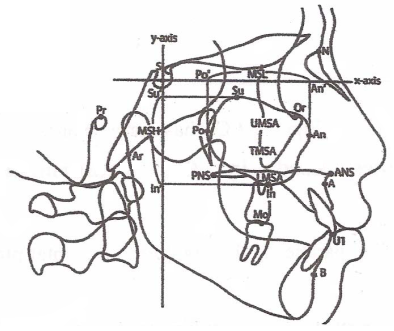 y-axis
N
S
Po'
MSL
x-axis
Su'
Su
An'
Pr
Or
MSH
Po
UMSA
An
TMSA
Ar
In'
PNS
LMSA
ANS
In
A
Mo
U1
B